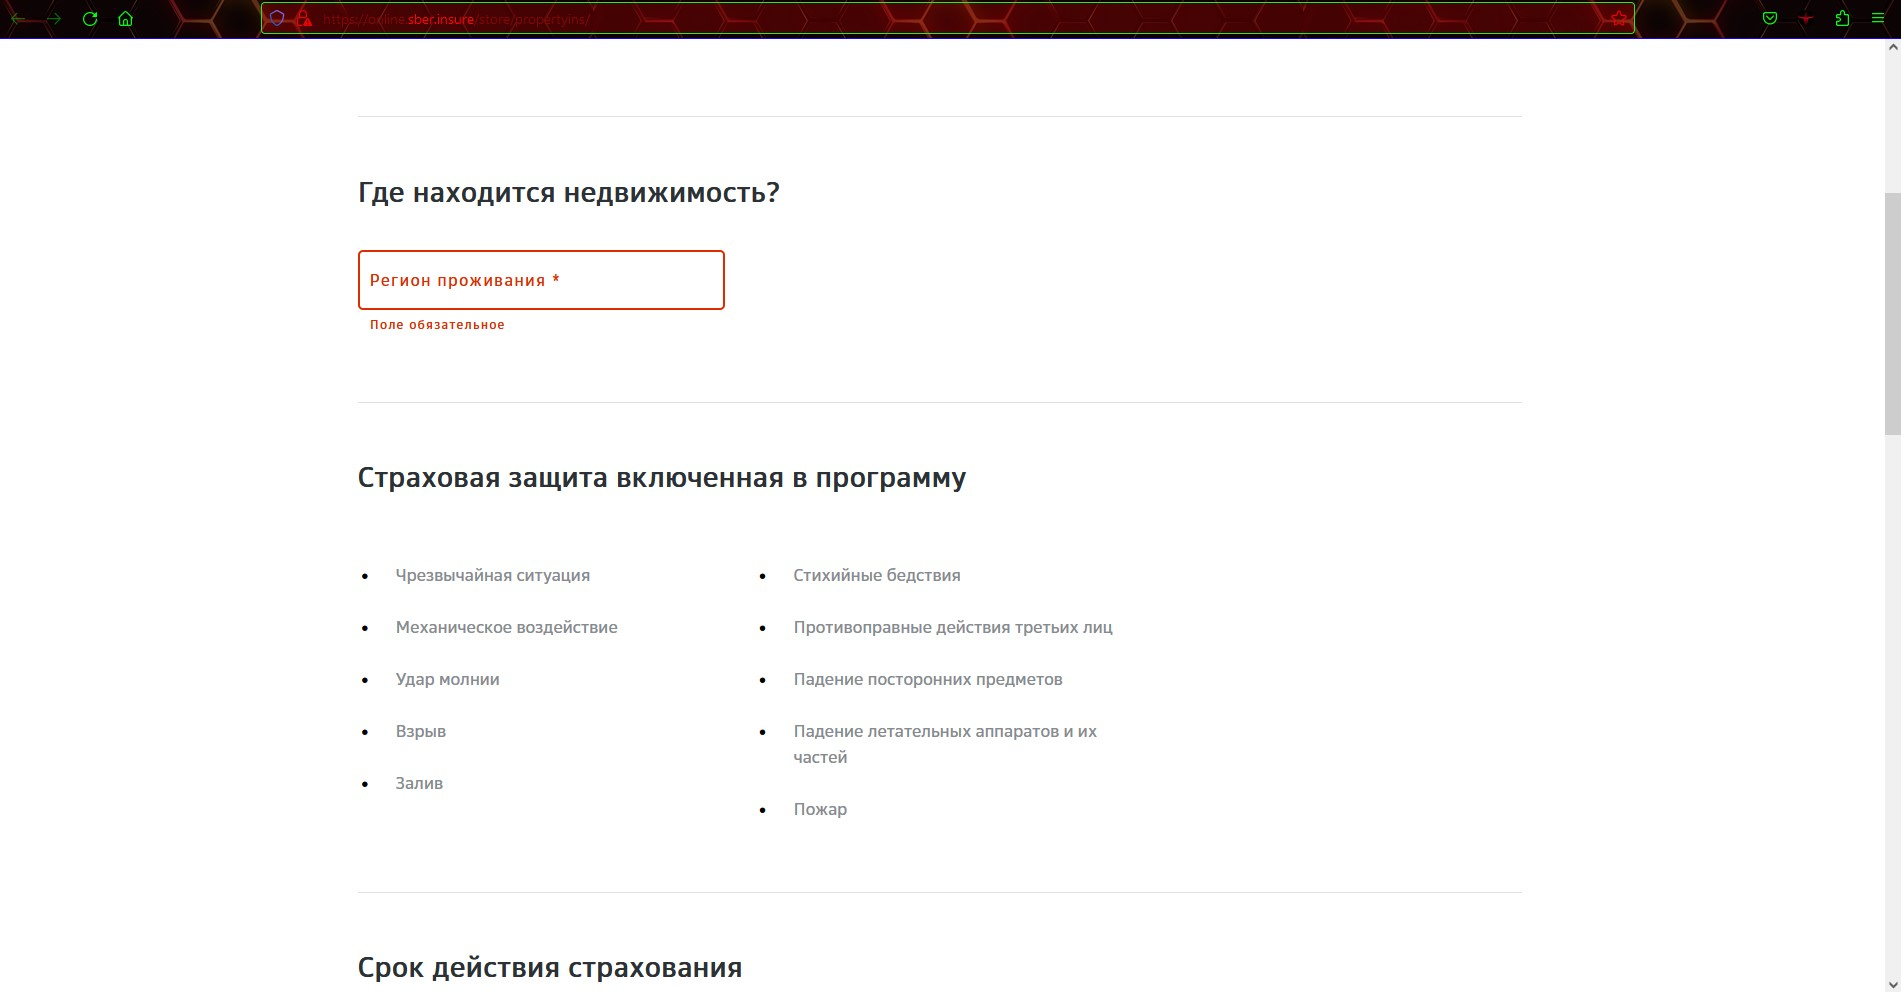 https://online.sber.insure/store/propertyins/
Где находится недвижимость?
Регион проживания *
Поле обязательное
Страховая защита включенная в программу
Чрезвычайная ситуация
Механическое воздействие
Удар молнии
Взрыв
Залив
Стихийные бедствия
Противоправные действия третьих лиц
Падение посторонних предметов
Падение летательных аппаратов и их
частей
Пожар
Срок действия страхования